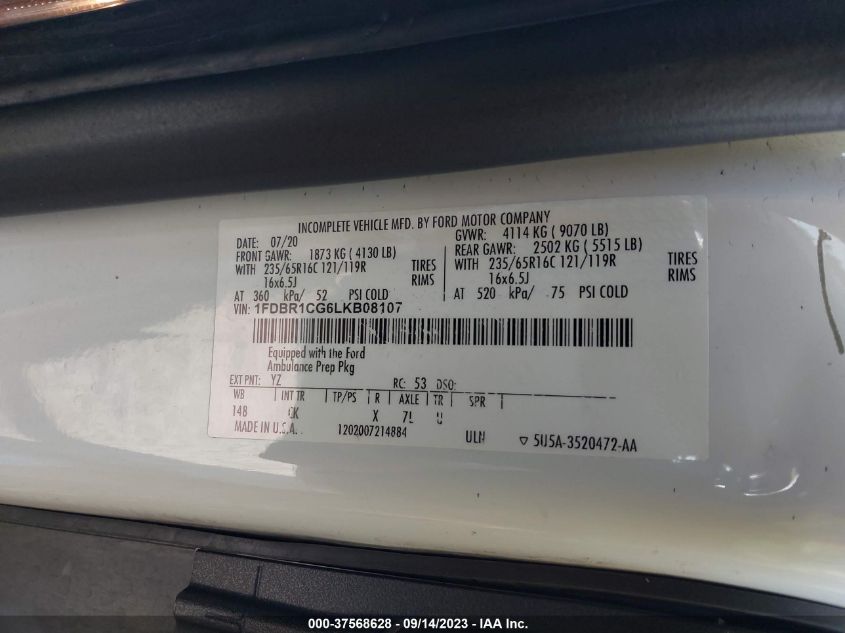 INCOMPLETE VEHICLE MFD. BY FORD MOTOR COMPANY
DATE: 07/20 GVWR: 4114 KG ( 9070 LB)
FRONT GAWR: 1873 KG ( 4130 LB) REAR GAWR: 2502 KG ( 5515 LB)
WITH 235/65R16C 121/119R TIRES WITH 235/65R16C 121/119R TIRES
16x6.5J RIMS 16x6.5J RIMS
AT 360 kPa/ 52 PSI COLD AT 520 kPa/ 75 PSI COLD
VIN: 1FDBR1CG6LKB08107
Equipped with the Ford
Ambulance Prep Pkg
EXT PNT: YZ RC: 53 DSO:
WB INT TR TP/PS R AXLE TR SPR
148 CK X 7L U
MADE IN U.S.A. 1202007214884 ULN ▽ 5U5A-3520472-AA
000-37568628 - 09/14/2023 - IAA Inc.